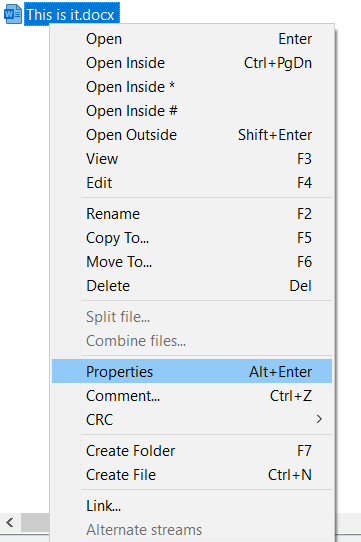 This is it.docx
Open Enter
Open Inside Ctrl+PgDn
Open Inside *
Open Inside #
Open Outside Shift+Enter
View F3
Edit F4
Rename F2
Copy To... F5
Move To... F6
Delete Del
Split file...
Combine files...
Properties Alt+Enter
Comment... Ctrl+Z
CRC
Create Folder F7
Create File Ctrl+N
Link...
Alternate streams